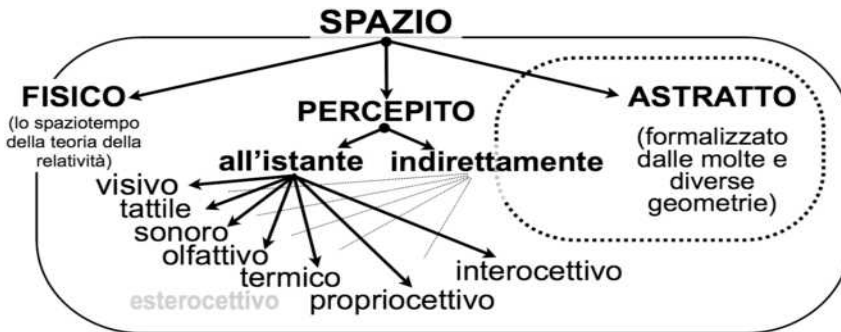 SPAZIO
FISICO
(lo spaziotempo
della teoria della
relatività)
PERCEPITO
ASTRATTO
(formalizzato
dalle molte e
diverse
geometrie)
all'istante
indirettamente
visivo
tattile
sonoro
olfattivo
termico
propriocettivo
interocettivo
esterocettivo